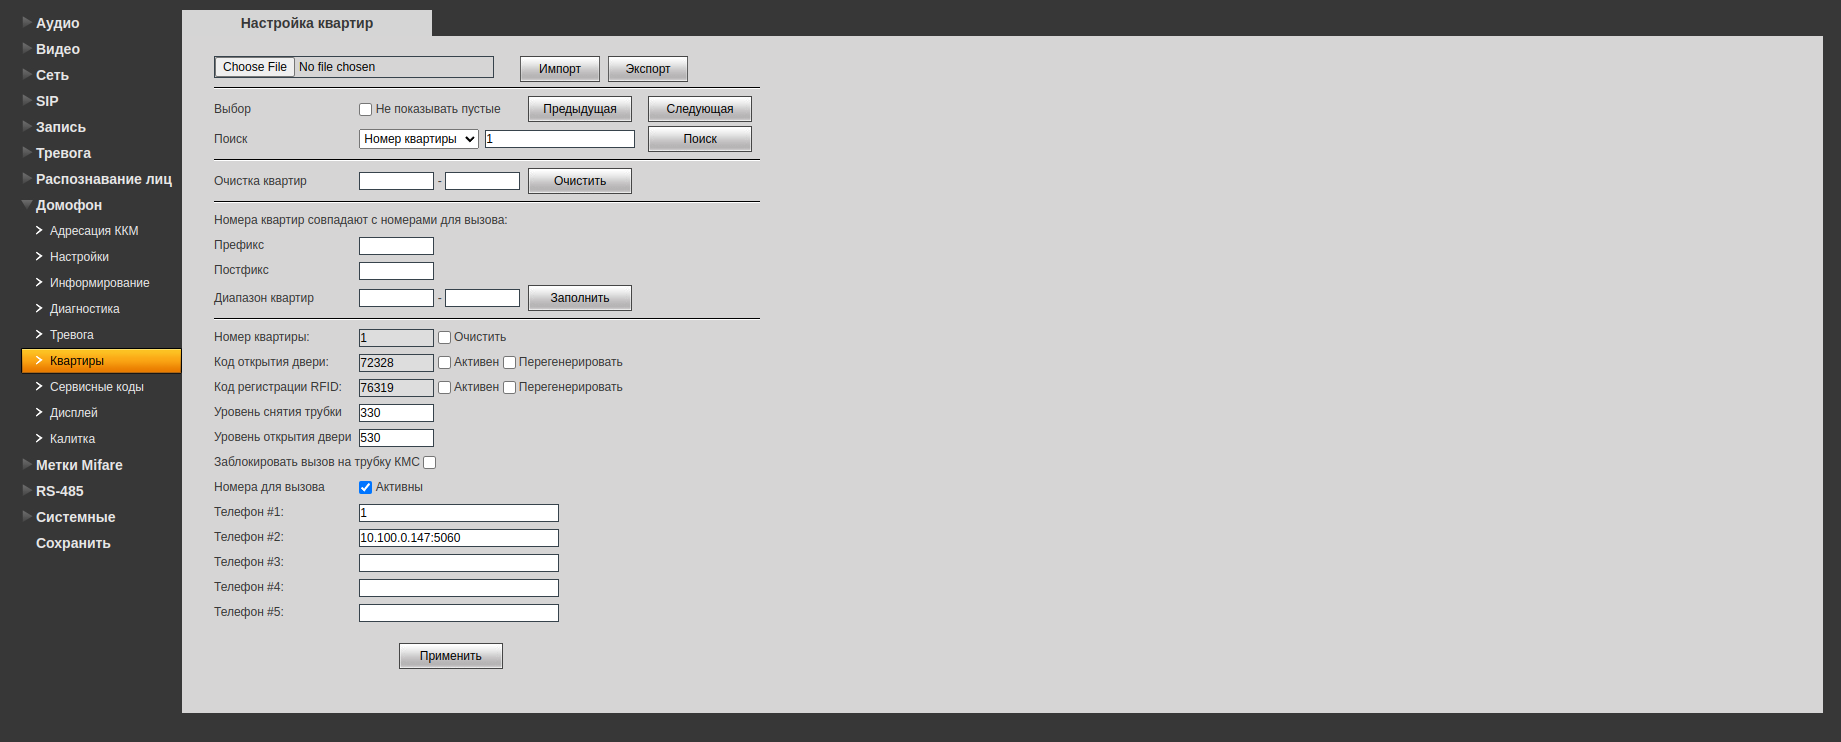 Аудио
Видео
Сеть
SIP
Запись
Тревога
Распознавание лиц
Домофон
Адресация ККМ
Настройки
Информирование
Диагностика
Тревога
Квартиры
Сервисные коды
Дисплей
Калитка
Метки Mifare
RS-485
Системные
Сохранить
Настройка квартир
Choose File No file chosen Импорт Экспорт
Выбор Не показывать пустые Предыдущая Следующая
Поиск Номер квартиры 1 Поиск
Очистка квартир - Очистить
Номера квартир совпадают с номерами для вызова:
Префикс
Постфикс
Диапазон квартир - Заполнить
Номер квартиры: 1 Очистить
Код открытия двери: 72328 Активен Перегенерировать
Код регистрации RFID: 76319 Активен Перегенерировать
Уровень снятия трубки 330
Уровень открытия двери 530
Заблокировать вызов на трубку КМС
Номера для вызова Активны
Телефон #1: 1
Телефон #2: 10.100.0.147:5060
Телефон #3:
Телефон #4:
Телефон #5:
Применить